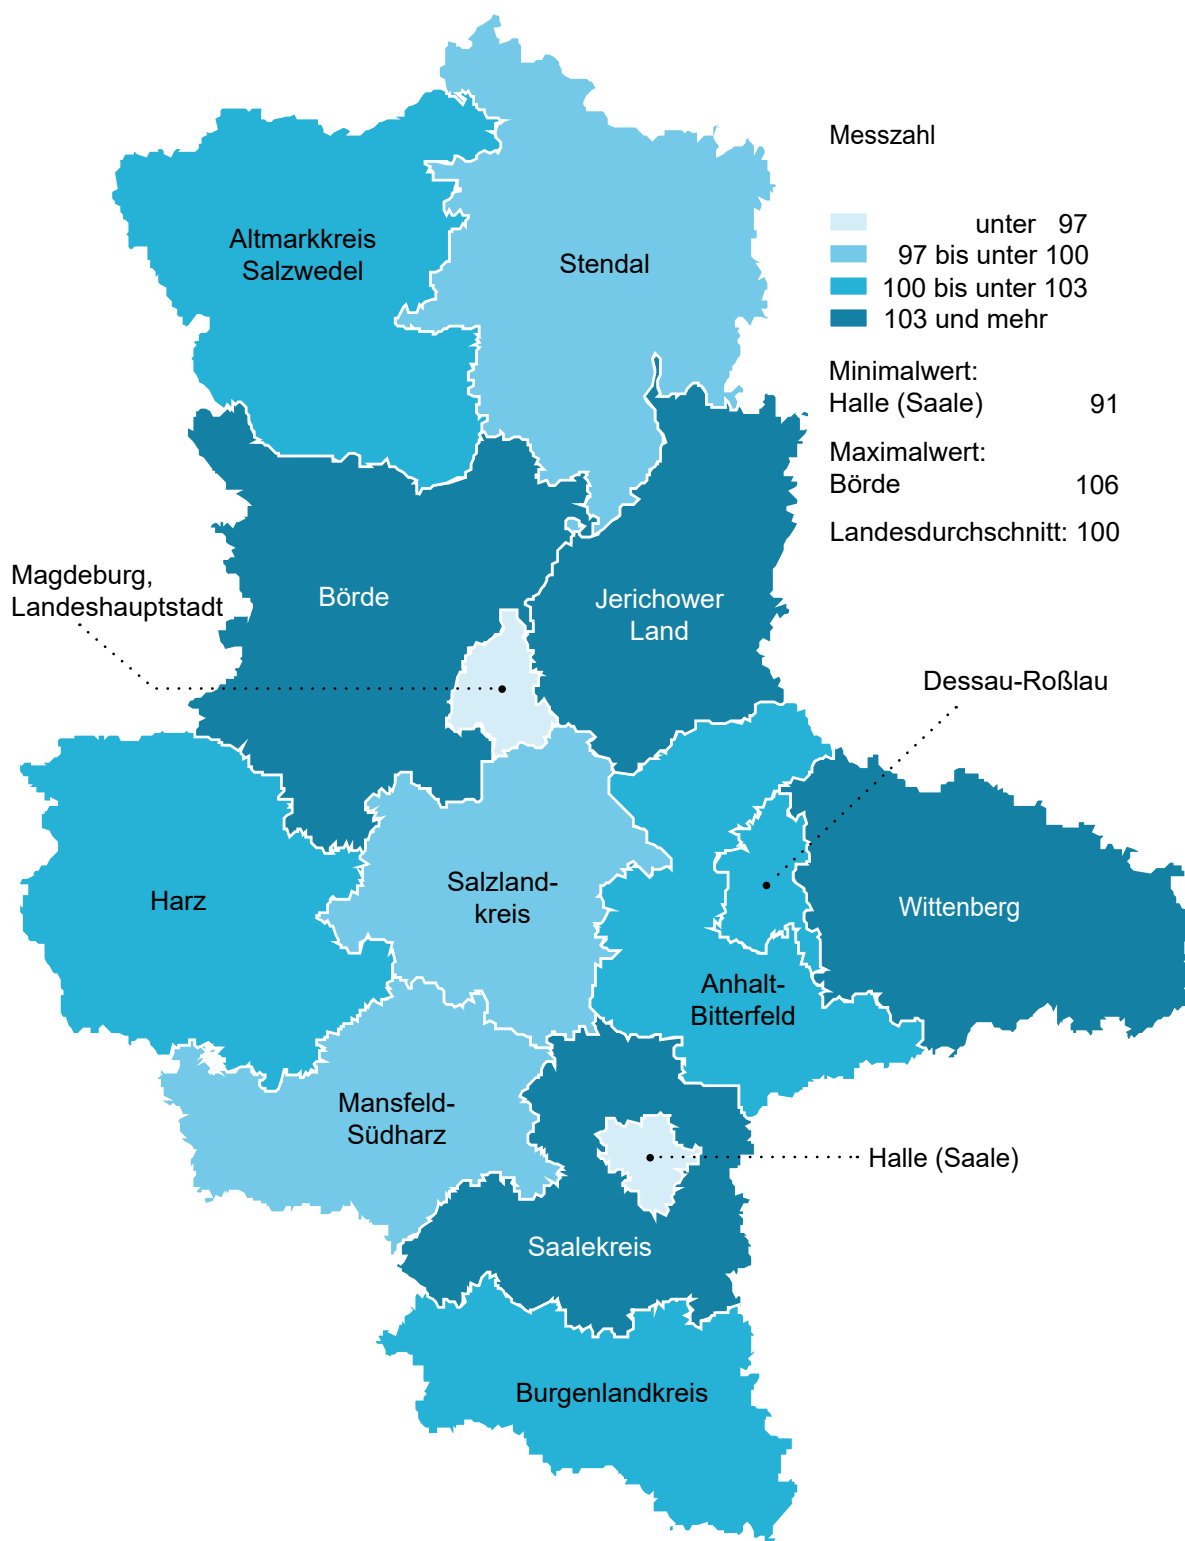 Messzahl
unter 97
97 bis unter 100
100 bis unter 103
103 und mehr
Minimalwert:
Halle (Saale) 91
Maximalwert:
Börde 106
Landesdurchschnitt: 100
Altmarkkreis
Salzwedel
Stendal
Magdeburg,
Landeshauptstadt
Börde
Jerichower
Land
Dessau-Roßlau
Harz
Salzland-
kreis
Wittenberg
Anhalt-
Bitterfeld
Mansfeld-
Südharz
Halle (Saale)
Saalekreis
Burgenlandkreis